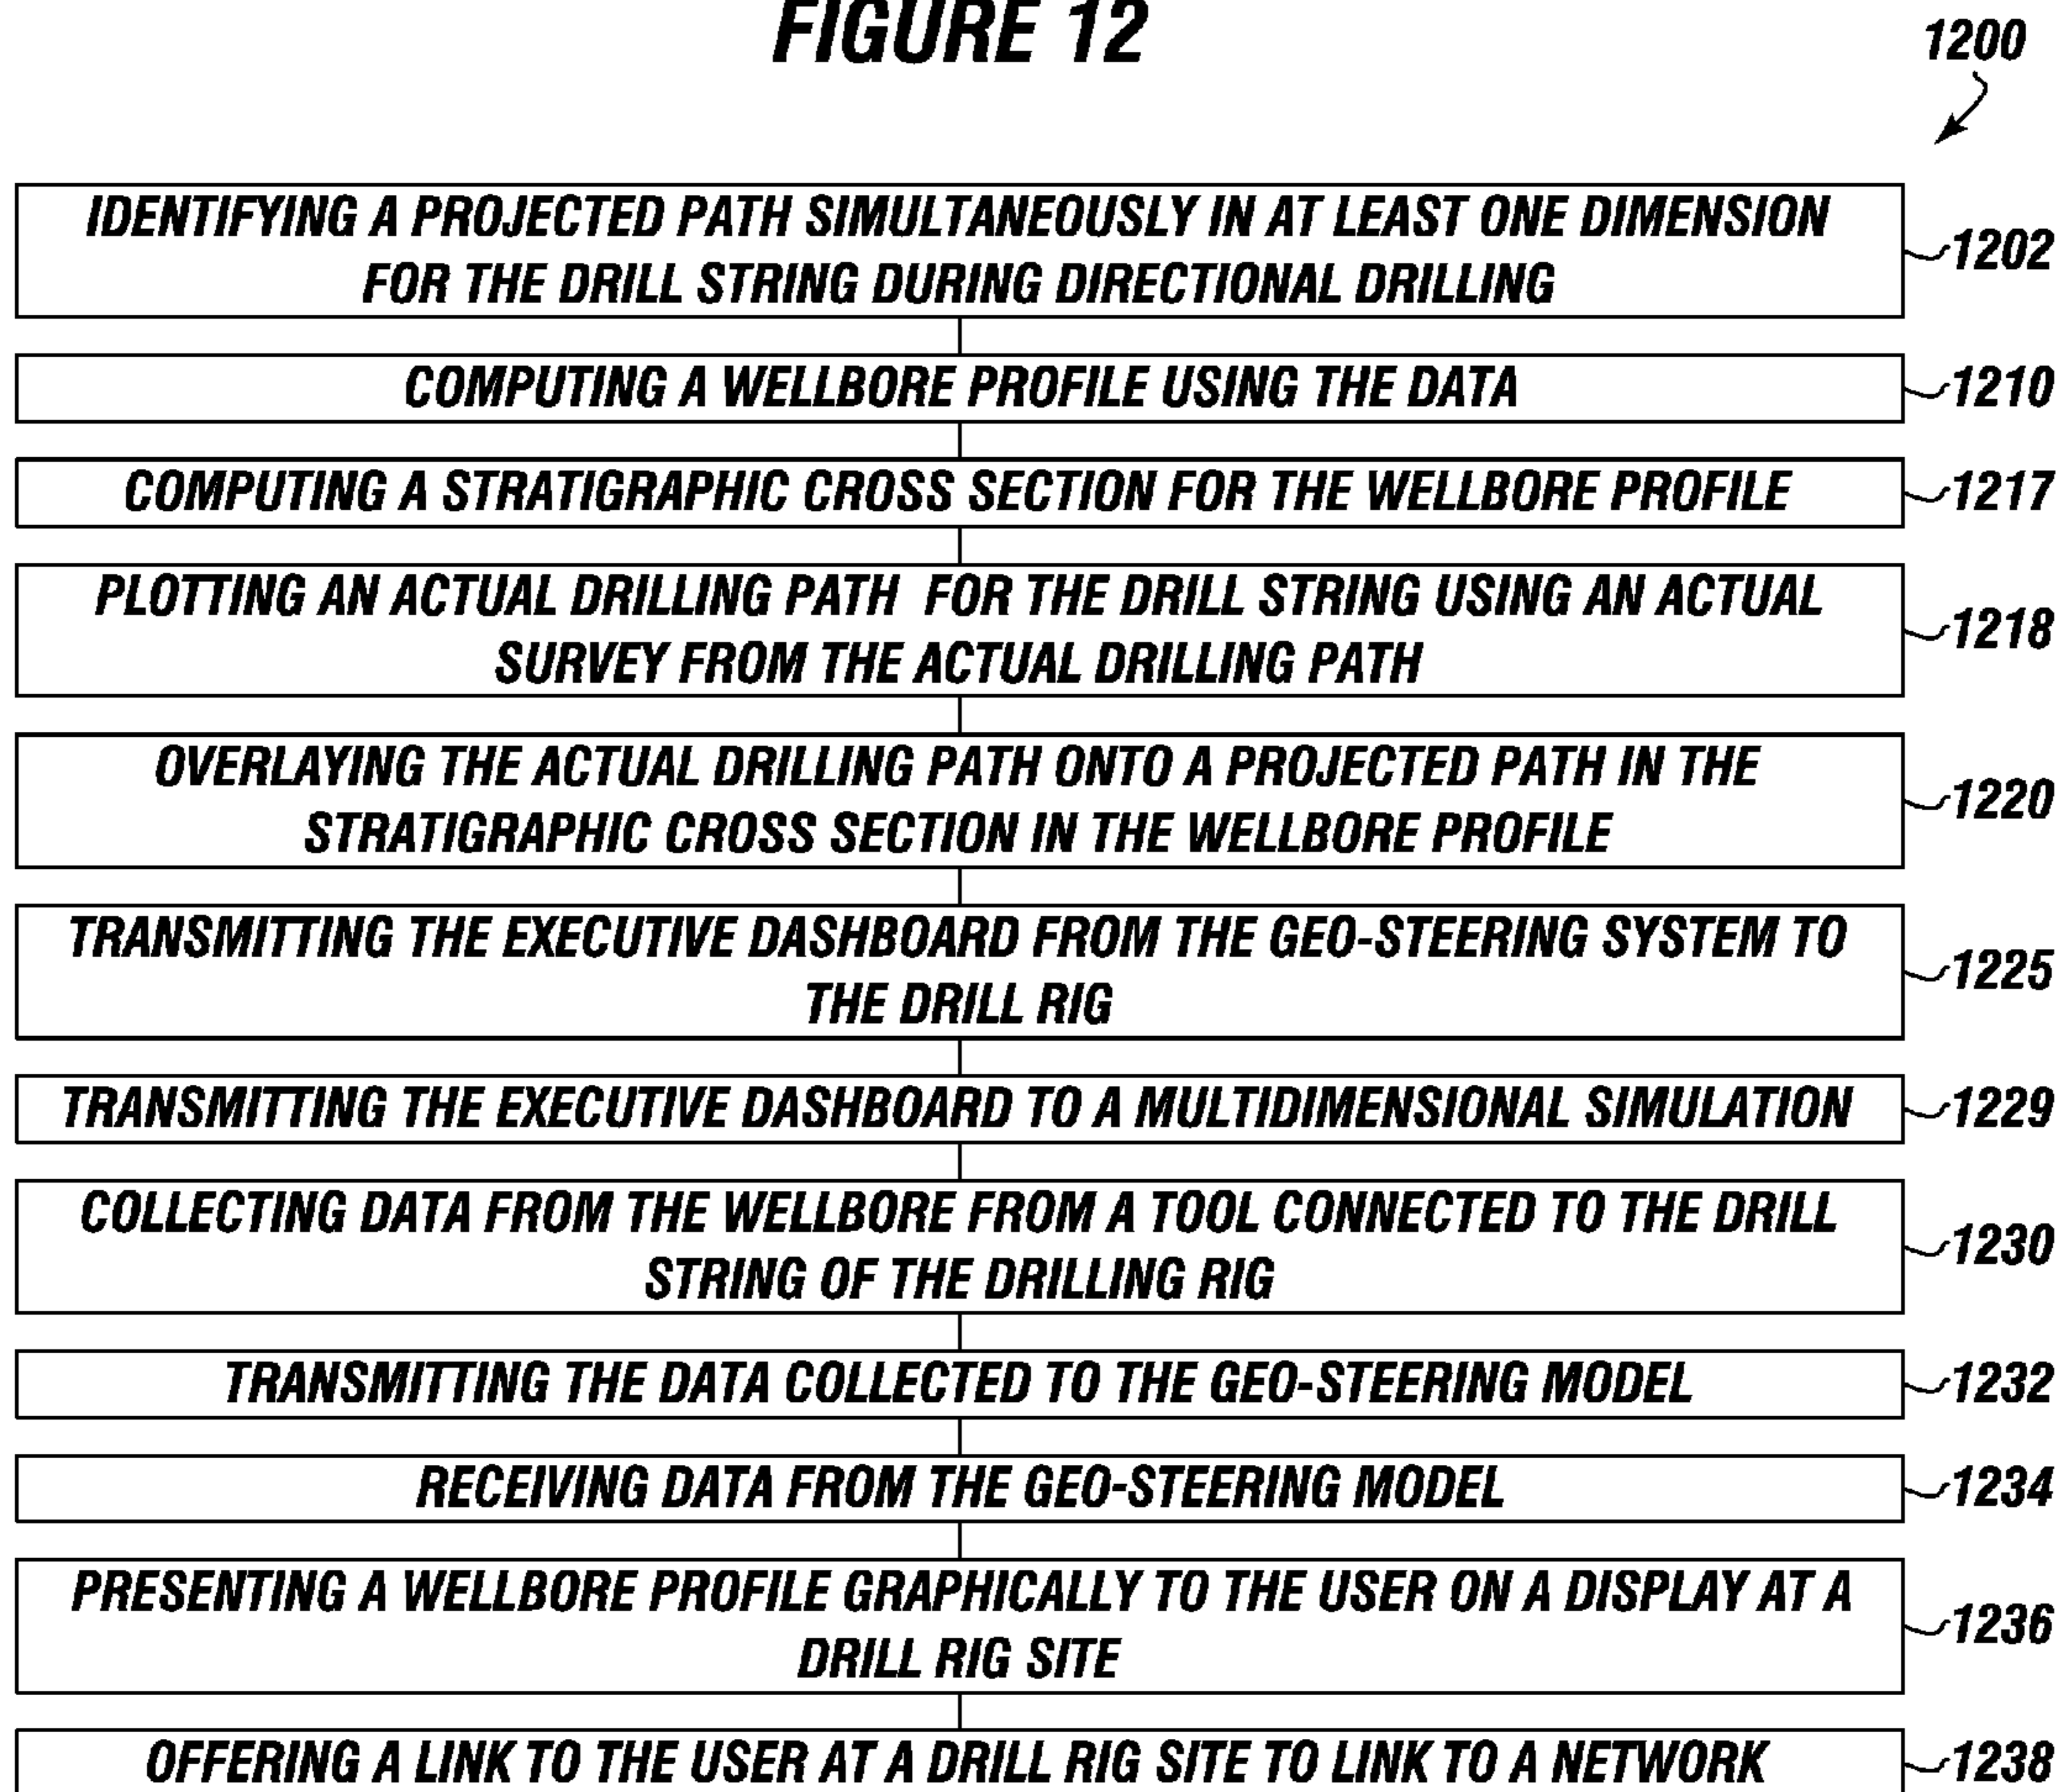 FIGURE 12
1200
IDENTIFYING A PROJECTED PATH SIMULTANEOUSLY IN AT LEAST ONE DIMENSION
FOR THE DRILL STRING DURING DIRECTIONAL DRILLING
1202
COMPUTING A WELLBORE PROFILE USING THE DATA
1210
COMPUTING A STRATIGRAPHIC CROSS SECTION FOR THE WELLBORE PROFILE
1217
PLOTTING AN ACTUAL DRILLING PATH FOR THE DRILL STRING USING AN ACTUAL
SURVEY FROM THE ACTUAL DRILLING PATH
1218
OVERLAYING THE ACTUAL DRILLING PATH ONTO A PROJECTED PATH IN THE
STRATIGRAPHIC CROSS SECTION IN THE WELLBORE PROFILE
1220
TRANSMITTING THE EXECUTIVE DASHBOARD FROM THE GEO-STEERING SYSTEM TO
THE DRILL RIG
1225
TRANSMITTING THE EXECUTIVE DASHBOARD TO A MULTIDIMENSIONAL SIMULATION
1229
COLLECTING DATA FROM THE WELLBORE FROM A TOOL CONNECTED TO THE DRILL
STRING OF THE DRILLING RIG
1230
TRANSMITTING THE DATA COLLECTED TO THE GEO-STEERING MODEL
1232
RECEIVING DATA FROM THE GEO-STEERING MODEL
1234
PRESENTING A WELLBORE PROFILE GRAPHICALLY TO THE USER ON A DISPLAY AT A
DRILL RIG SITE
1236
OFFERING A LINK TO THE USER AT A DRILL RIG SITE TO LINK TO A NETWORK
1238